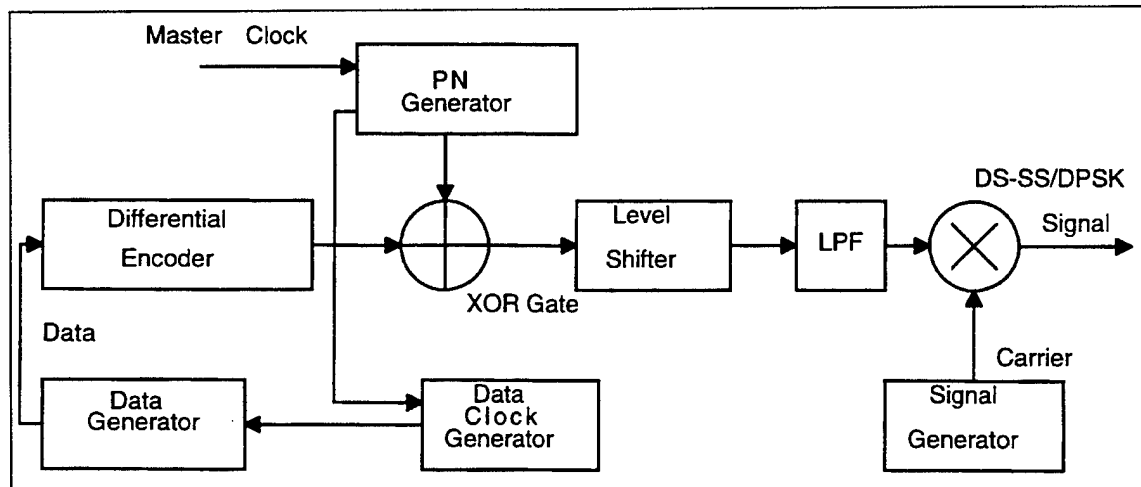 Master Clock
PN
Generator
DS-SS/DPSK
Signal
Differential
Encoder
Level
Shifter
LPF
XOR Gate
Data
Carrier
Data
Generator
Data
Clock
Generator
Signal
Generator